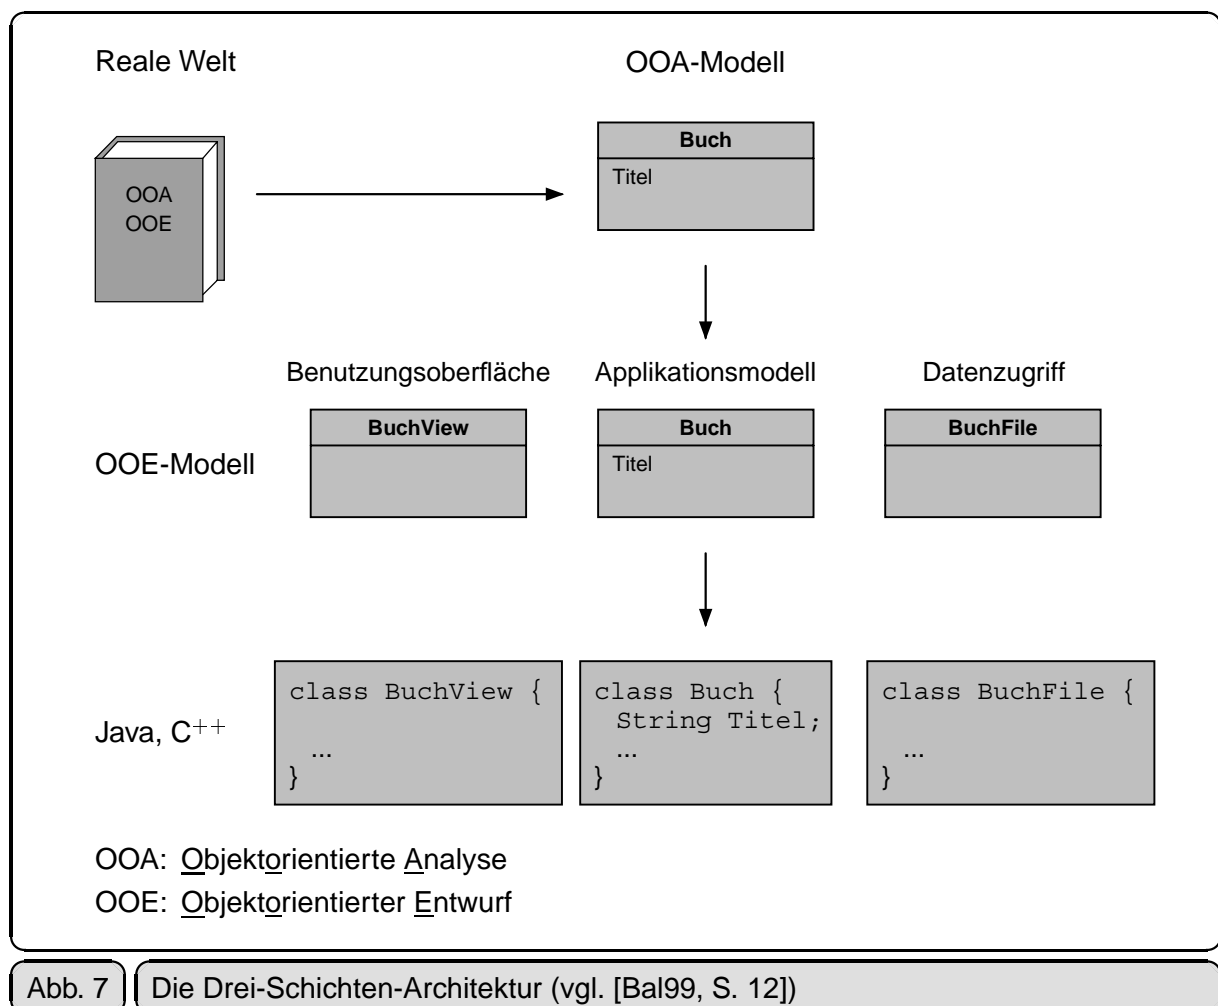 Reale Welt
OOA-Modell
Buch
Titel
OOA
OOE
Benutzungsoberfläche
Applikationsmodell
Datenzugriff
OOE-Modell
BuchView
Buch
Titel
BuchFile
Java, C++
class BuchView {
...
}
class Buch {
String Titel;
...
}
class BuchFile {
...
}
OOA: Objektorientierte Analyse
OOE: Objektorientierter Entwurf
Abb. 7 Die Drei-Schichten-Architektur (vgl. [Bal99, S. 12])